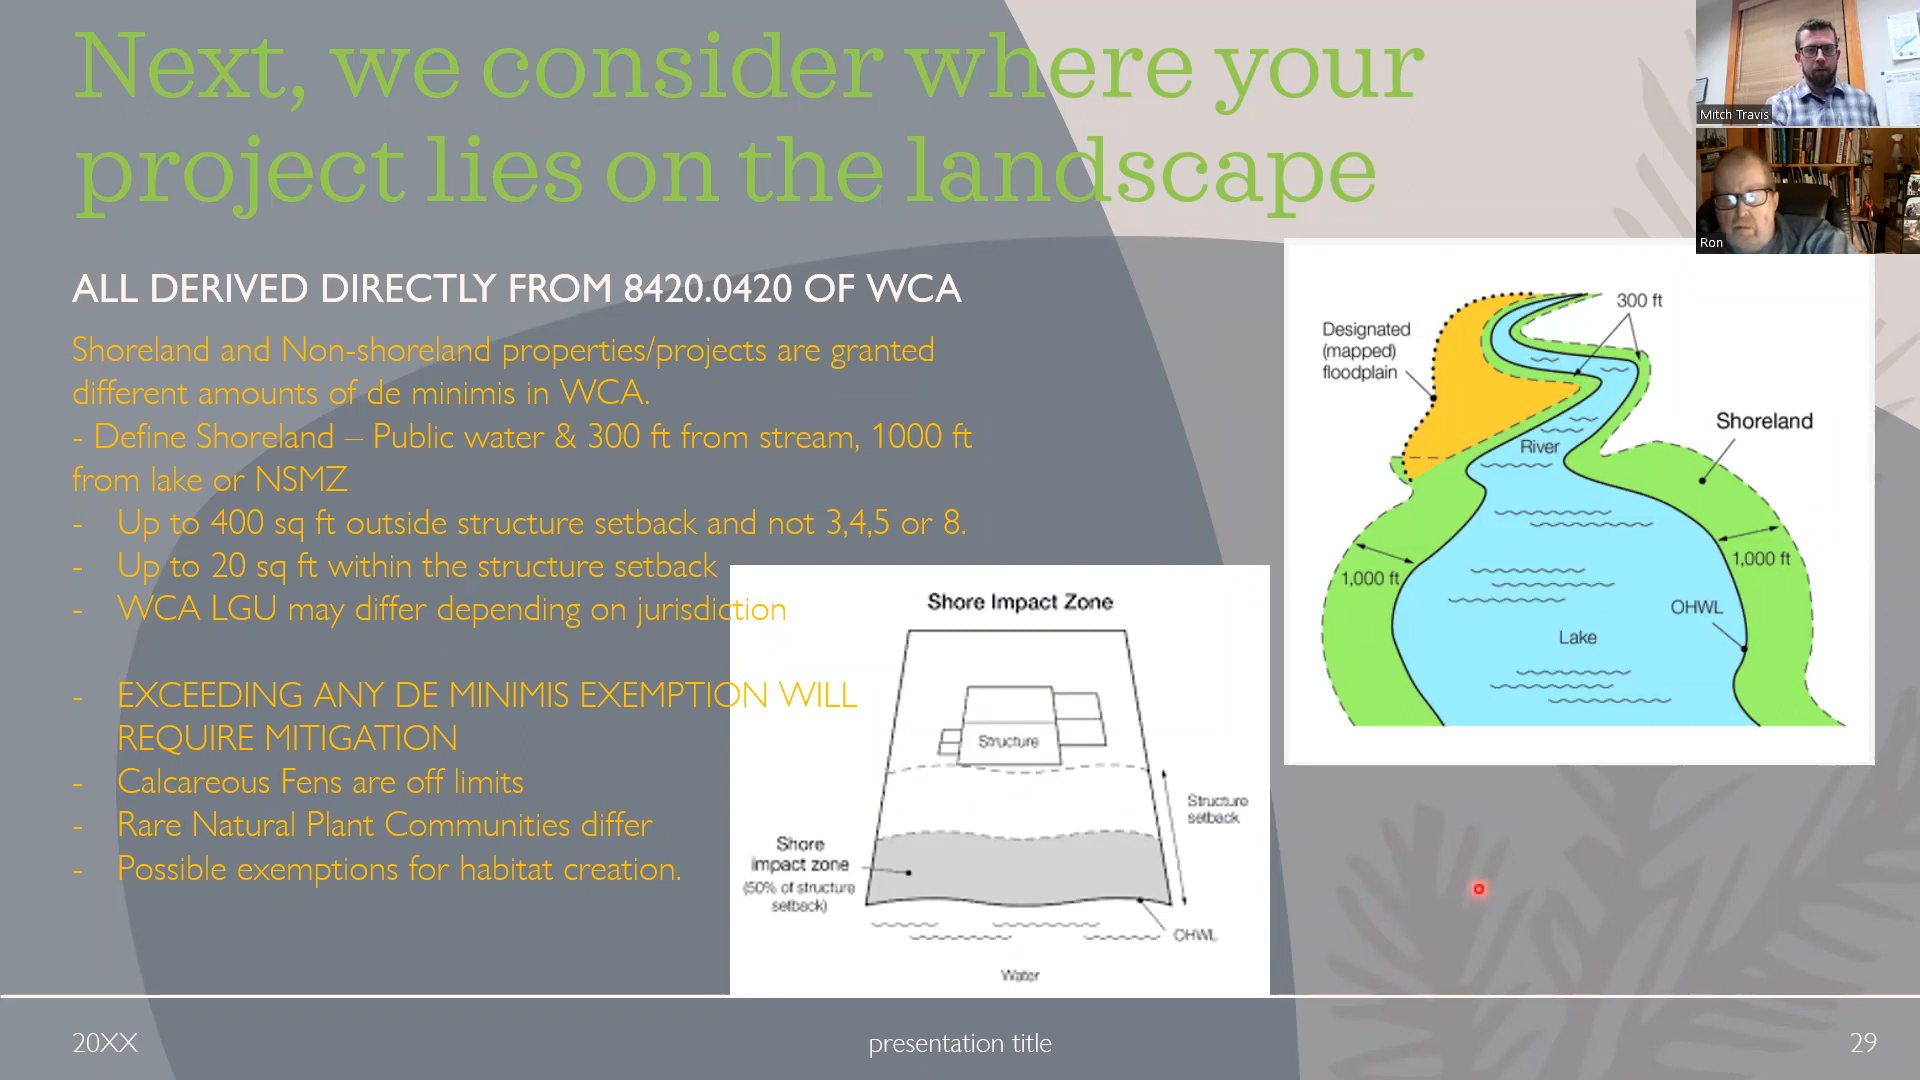 Next, we consider where your
project lies on the landscape
Mitch Travis
Ron
ALL DERIVED DIRECTLY FROM 8420.0420 OF WCA
Shoreland and Non-shoreland properties/projects are granted
different amounts of de minimis in WCA.
- Define Shoreland – Public water & 300 ft from stream, 1000 ft
from lake or NSMZ
- Up to 400 sq ft outside structure setback and not 3,4,5 or 8.
- Up to 20 sq ft within the structure setback
- WCA LGU may differ depending on jurisdiction
- EXCEEDING ANY DE MINIMIS EXEMPTION WILL
REQUIRE MITIGATION
- Calcareous Fens are off limits
- Rare Natural Plant Communities differ
- Possible exemptions for habitat creation.
Shore Impact Zone
Structure
Structure
setback
Shore
impact zone
(50% of structure
setback)
OHWL
Water
300 ft
Designated
(mapped)
floodplain
Shoreland
River
1,000 ft
1,000 ft
OHWL
Lake
20XX
presentation title
29